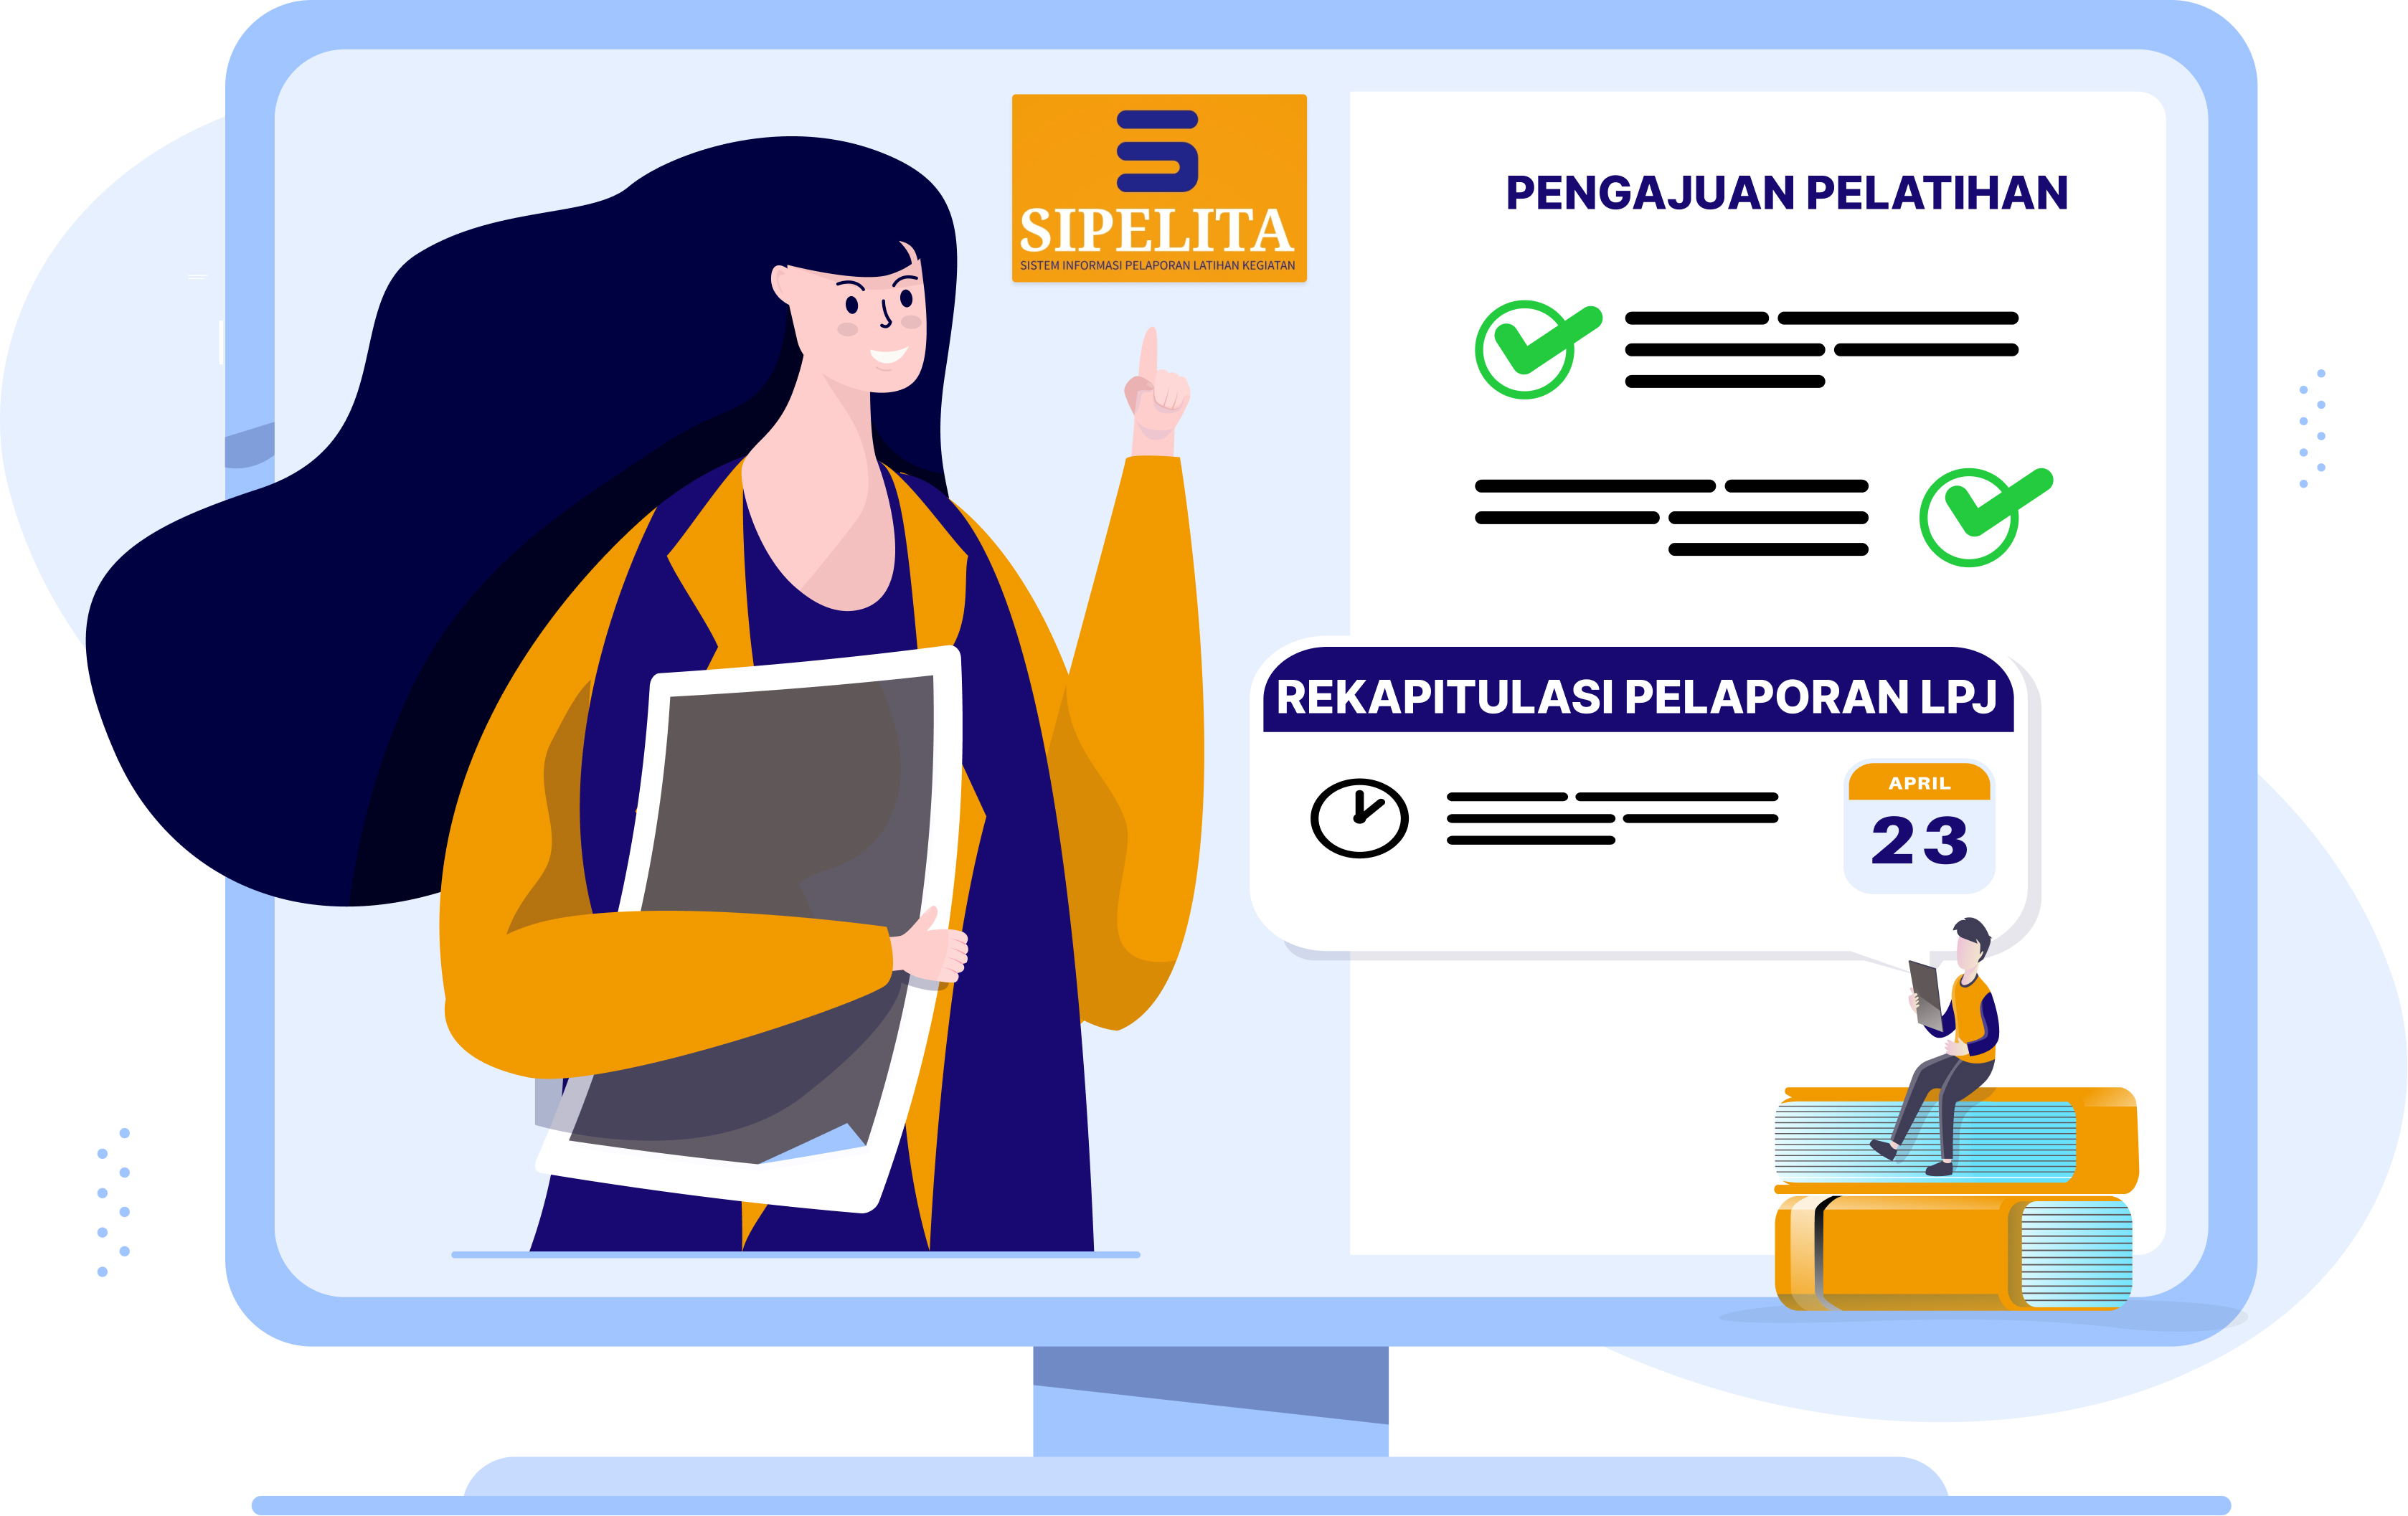 SIPELITA
SISTEM INFORMASI PELAPORAN LATIHAN KEGIATAN
PENGAJUAN PELATIHAN
REKAPITULASI PELAPORAN LPJ
APRIL
23